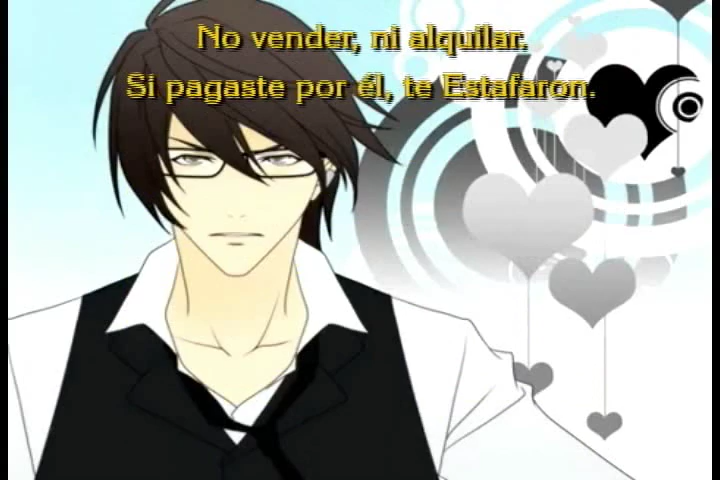 No vender, ni alquilar.
Si pagaste por él, te Estafaron.